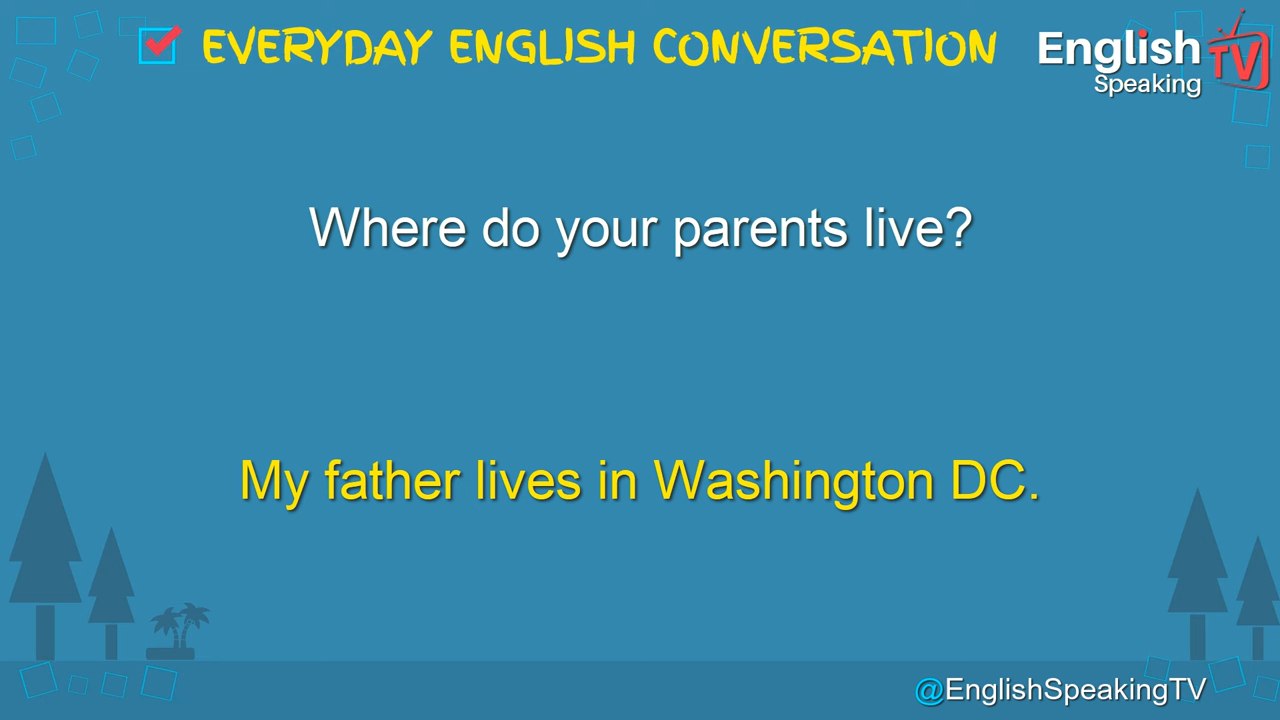 EVERYDAY ENGLISH CONVERSATION
English
Speaking
TV
Where do your parents live?
My father lives in Washington DC.
@EnglishSpeakingTV